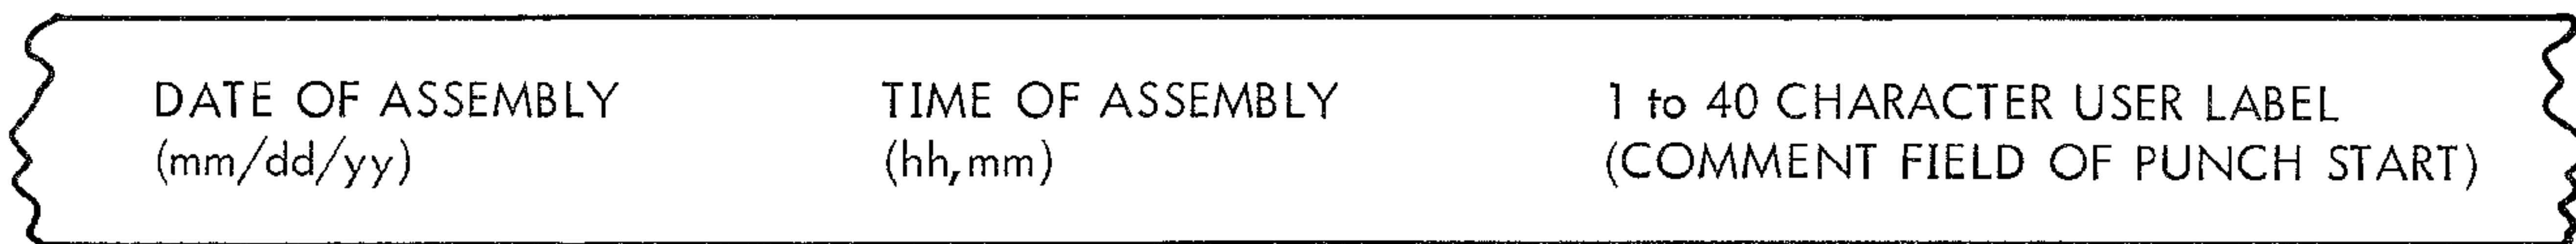 DATE OF ASSEMBLY TIME OF ASSEMBLY 1 to 40 CHARACTER USER LABEL
(mm/dd/yy) (hh,mm) (COMMENT FIELD OF PUNCH START)